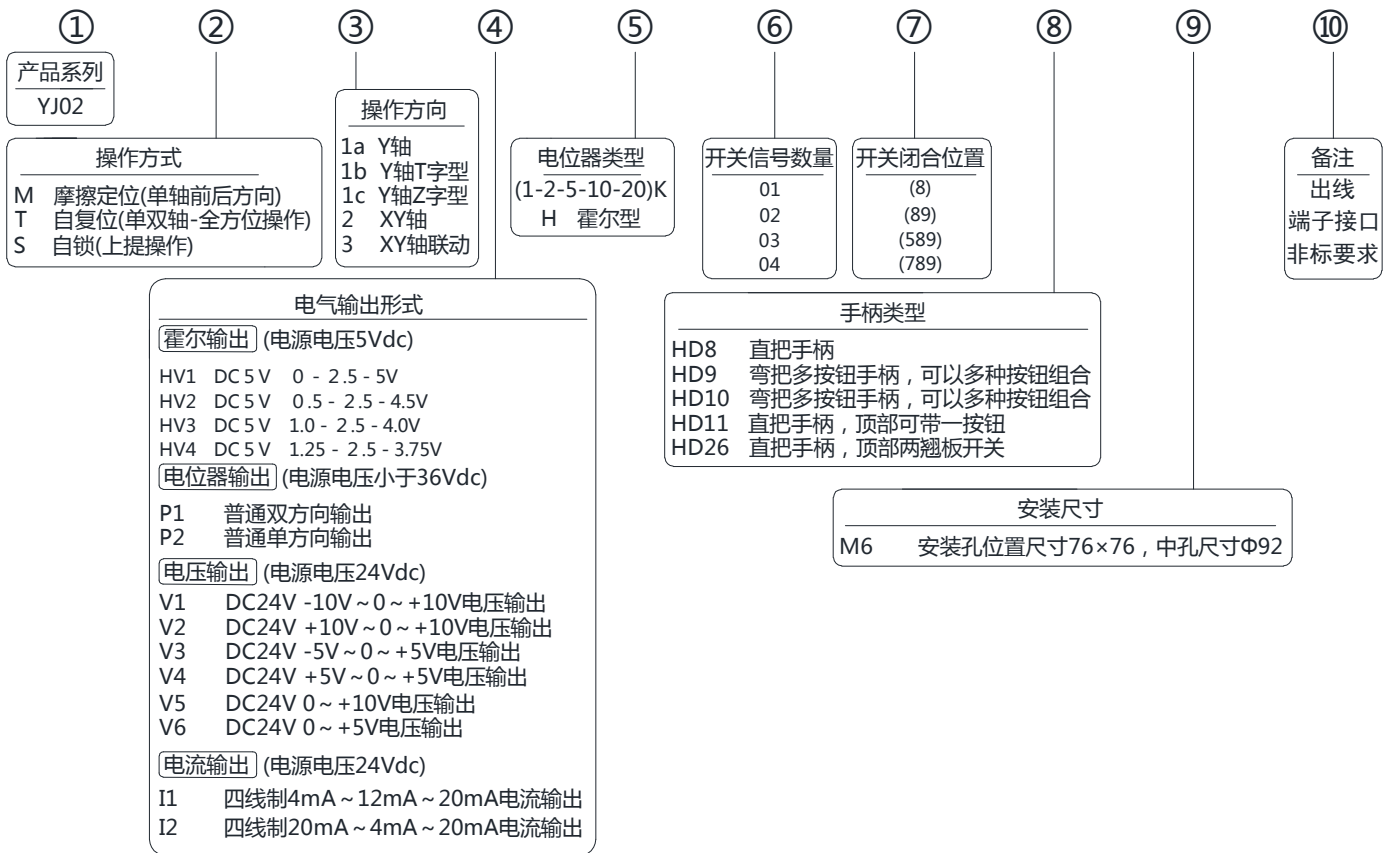 ① ② ③ ④ ⑤ ⑥ ⑦ ⑧ ⑨ ⑩
产品系列
YJ02
操作方式
M 摩擦定位(单轴前后方向)
T 自复位(单双轴-全方位操作)
S 自锁(上提操作)
操作方向
1a Y轴
1b Y轴T字型
1c Y轴Z字型
2 XY轴
3 XY轴联动
电气输出形式
霍尔输出 (电源电压5Vdc)
HV1 DC5V 0 - 2.5 - 5V
HV2 DC5V 0.5 - 2.5 - 4.5V
HV3 DC5V 1.0 - 2.5 - 4.0V
HV4 DC5V 1.25 - 2.5 - 3.75V
电位器输出 (电源电压小于36Vdc)
P1 普通双方向输出
P2 普通单方向输出
电压输出 (电源电压24Vdc)
V1 DC24V -10V~0~+10V电压输出
V2 DC24V +10V~0~+10V电压输出
V3 DC24V -5V~0~+5V电压输出
V4 DC24V +5V~0~+5V电压输出
V5 DC24V 0~+10V电压输出
V6 DC24V 0~+5V电压输出
电流输出 (电源电压24Vdc)
I1 四线制4mA~12mA~20mA电流输出
I2 四线制20mA~4mA~20mA电流输出
电位器类型
(1-2-5-10-20)K
H 霍尔型
开关信号数量
01
02
03
04
开关闭合位置
(8)
(89)
(589)
(789)
手柄类型
HD8 直把手柄
HD9 弯把多按钮手柄，可以多种按钮组合
HD10 弯把多按钮手柄，可以多种按钮组合
HD11 直把手柄，顶部可带一按钮
HD26 直把手柄，顶部两翘板开关
安装尺寸
M6 安装孔位置尺寸76×76，中孔尺寸Φ92
备注
出线
端子接口
非标要求